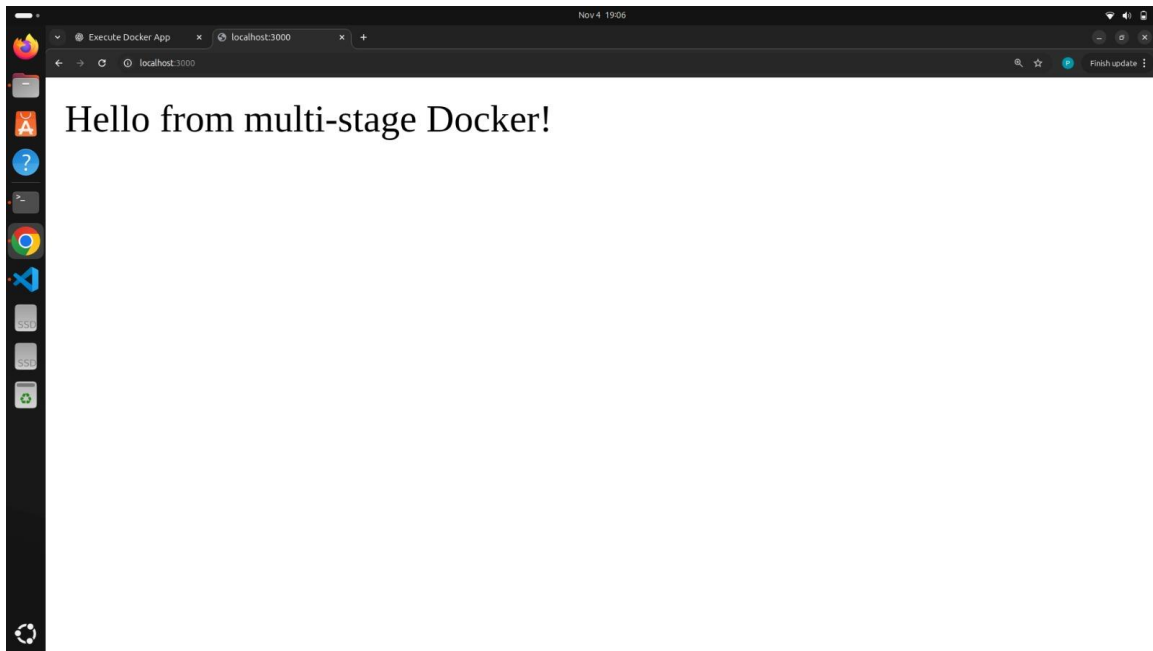 Nov 4 19:06
Execute Docker App
localhost:3000
localhost:3000
Finish update
Hello from multi-stage Docker!
SSD
SSD